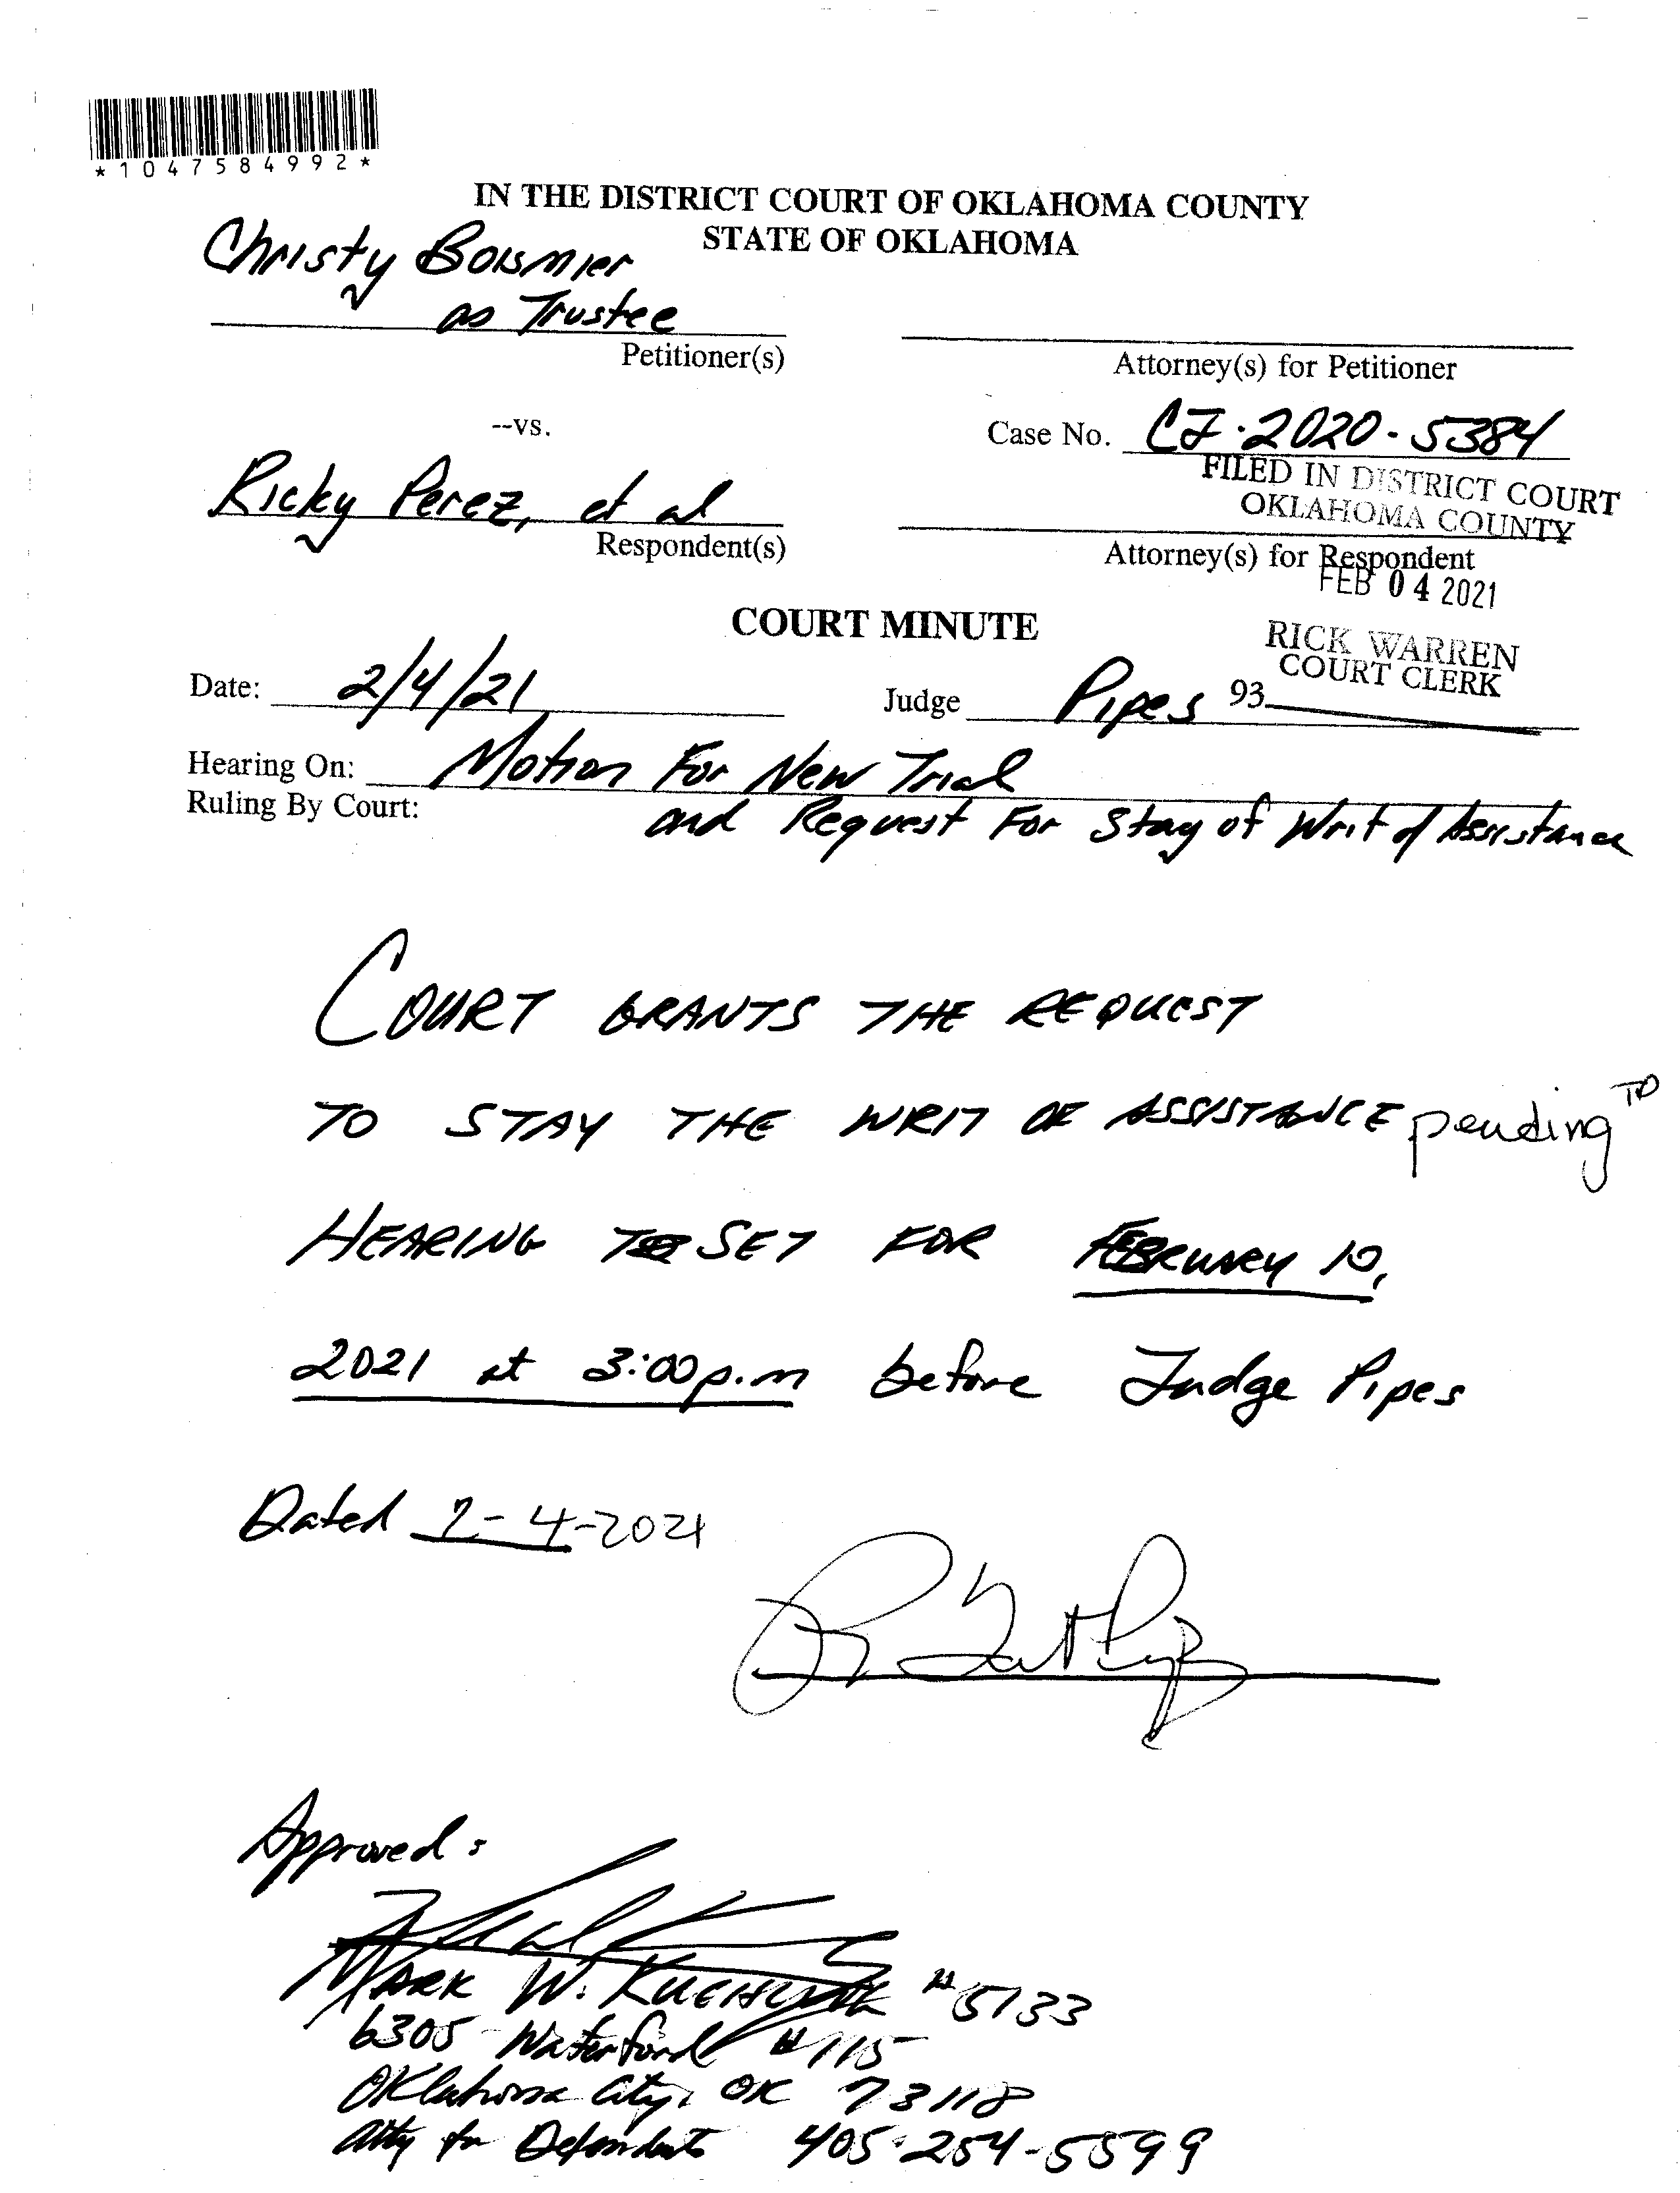 *1047584992*
IN THE DISTRICT COURT OF OKLAHOMA COUNTY
STATE OF OKLAHOMA
Christy Boismier
as Trustee
Petitioner(s)
Attorney(s) for Petitioner
--vs.
Case No. CJ-2020-5384
FILED IN DISTRICT COURT
OKLAHOMA COUNTY
Ricky Perez, et al
Respondent(s)
Attorney(s) for Respondent
FEB 04 2021
COURT MINUTE
RICK WARREN
COURT CLERK
Date: 2/4/21
Judge Pipes 93
Hearing On: Motion For New Trial
Ruling By Court: and Request For Stay of Writ of Assistance
COURT GRANTS THE REQUEST
TO STAY THE WRIT OF ASSISTANCE pending
HEARING SET FOR FEBRUARY 10,
2021 at 3:00 p.m before Judge Pipes
Dated 2-4-2021
Approved:
MARK W. #5133
6305 Waterford #115
Oklahoma City, OK 73118
Atty for Defendants 405-254-5599